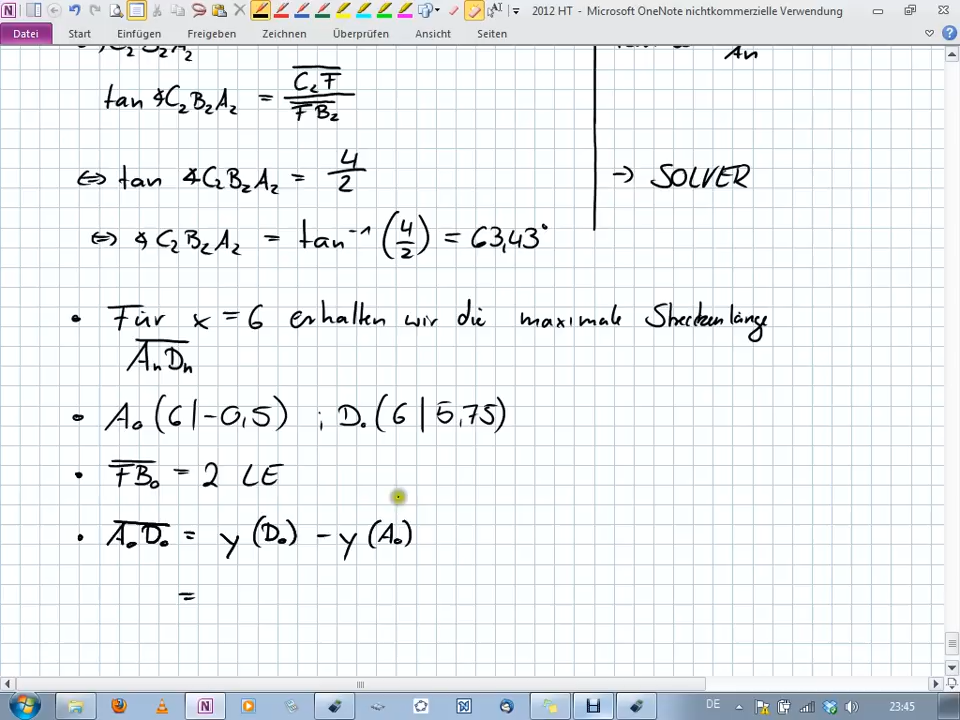 2012 HT - Microsoft OneNote nichtkommerzielle Verwendung
Datei Start Einfügen Freigeben Zeichnen Überprüfen Ansicht Seiten
An
tan ∢C₂B₂A₂ = C₂F / FB₂
⇔ tan ∢C₂B₂A₂ = 4/2
→ SOLVER
⇔ ∢C₂B₂A₂ = tan⁻¹(4/2) = 63,43°
• Für x = 6 erhalten wir die maximale Streckenlänge
AₙDₙ
• A₀(6|-0,5) ; D₀(6|5,75)
• FB₀ = 2 LE
• A₀D₀ = y(D₀) - y(A₀)
=
DE 23:45